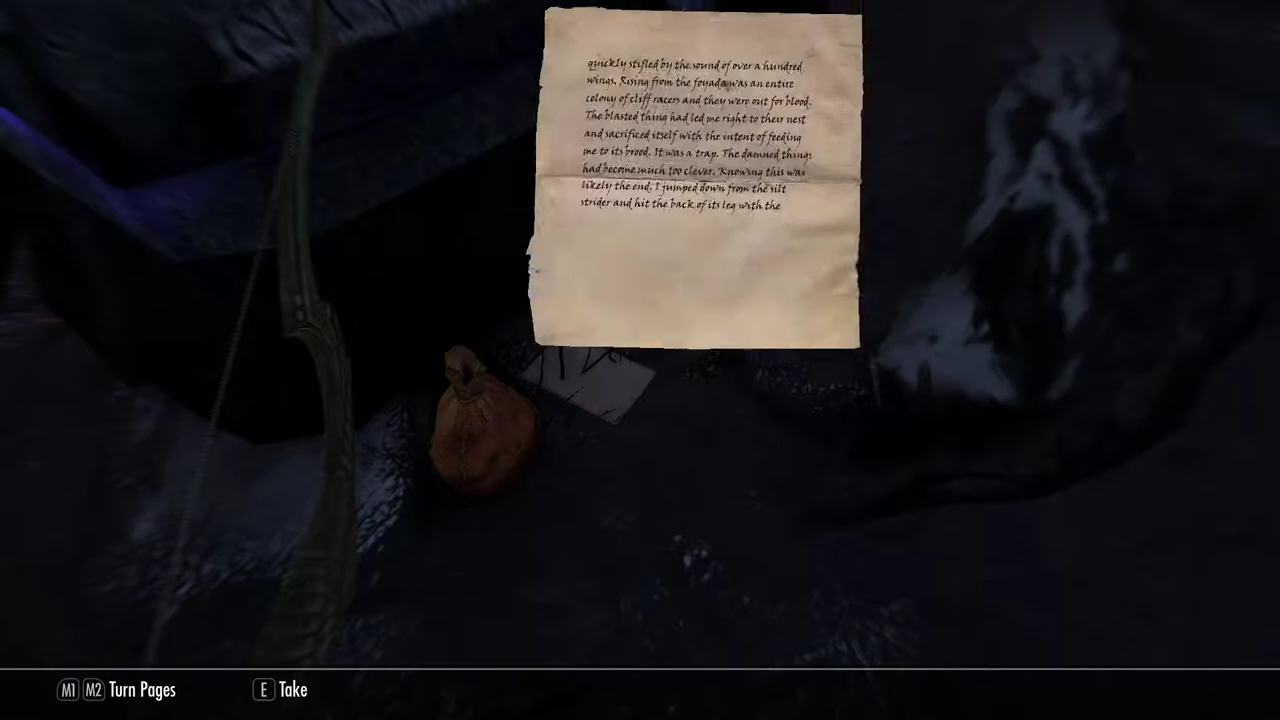 quickly stifled by the sound of over a hundred
wings. Rising from the foyada was an entire
colony of cliff racers and they were out for blood.
The blasted thing had led me right to their nest
and sacrificed itself with the intent of feeding
me to its brood. It was a trap. The damned things
had become much too clever. Knowing this was
likely the end, I jumped down from the silt
strider and hit the back of its leg with the
M1 M2 Turn Pages E Take